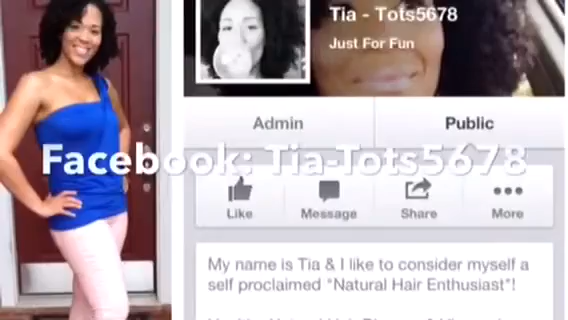 Tia - Tots5678
Just For Fun
Admin
Public
Facebook: Tia-Tots5678
Like
Message
Share
More
My name is Tia & I like to consider myself a
self proclaimed "Natural Hair Enthusiast"!